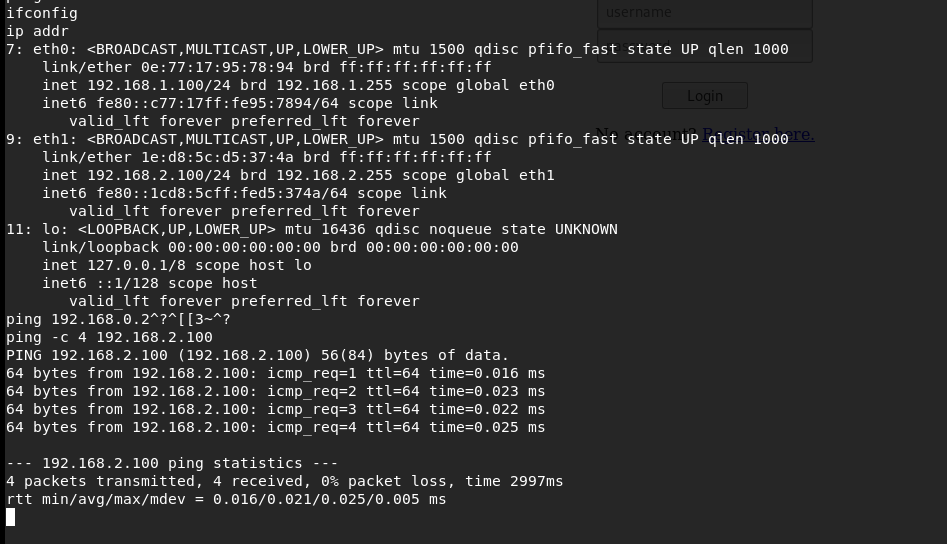 ifconfig
ip addr
7: eth0: <BROADCAST,MULTICAST,UP,LOWER_UP> mtu 1500 qdisc pfifo_fast state UP qlen 1000
    link/ether 0e:77:17:95:78:94 brd ff:ff:ff:ff:ff:ff
    inet 192.168.1.100/24 brd 192.168.1.255 scope global eth0
    inet6 fe80::c77:17ff:fe95:7894/64 scope link
       valid_lft forever preferred_lft forever
9: eth1: <BROADCAST,MULTICAST,UP,LOWER_UP> mtu 1500 qdisc pfifo_fast state UP qlen 1000
    link/ether 1e:d8:5c:d5:37:4a brd ff:ff:ff:ff:ff:ff
    inet 192.168.2.100/24 brd 192.168.2.255 scope global eth1
    inet6 fe80::1cd8:5cff:fed5:374a/64 scope link
       valid_lft forever preferred_lft forever
11: lo: <LOOPBACK,UP,LOWER_UP> mtu 16436 qdisc noqueue state UNKNOWN
    link/loopback 00:00:00:00:00:00 brd 00:00:00:00:00:00
    inet 127.0.0.1/8 scope host lo
    inet6 ::1/128 scope host
       valid_lft forever preferred_lft forever
ping 192.168.0.2^?^[[3~^?
ping -c 4 192.168.2.100
PING 192.168.2.100 (192.168.2.100) 56(84) bytes of data.
64 bytes from 192.168.2.100: icmp_req=1 ttl=64 time=0.016 ms
64 bytes from 192.168.2.100: icmp_req=2 ttl=64 time=0.023 ms
64 bytes from 192.168.2.100: icmp_req=3 ttl=64 time=0.022 ms
64 bytes from 192.168.2.100: icmp_req=4 ttl=64 time=0.025 ms
--- 192.168.2.100 ping statistics ---
4 packets transmitted, 4 received, 0% packet loss, time 2997ms
rtt min/avg/max/mdev = 0.016/0.021/0.025/0.005 ms
username
Login
No account? Register here.